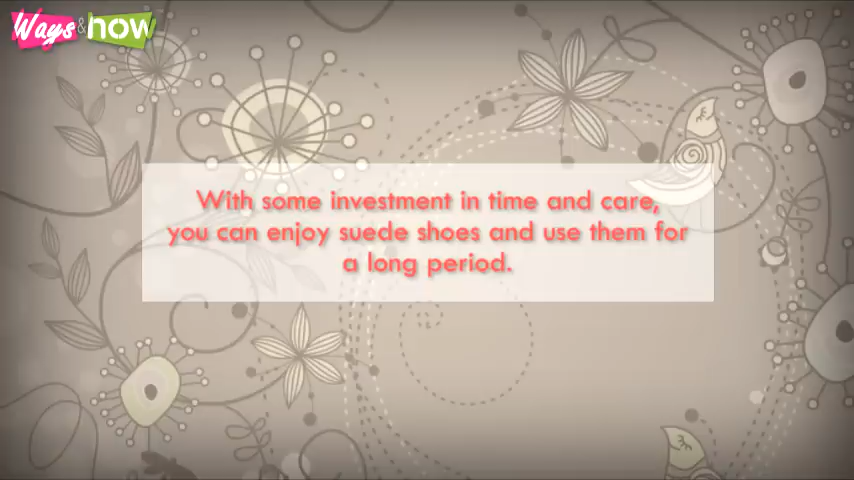 Ways&how
With some investment in time and care,
you can enjoy suede shoes and use them for
a long period.